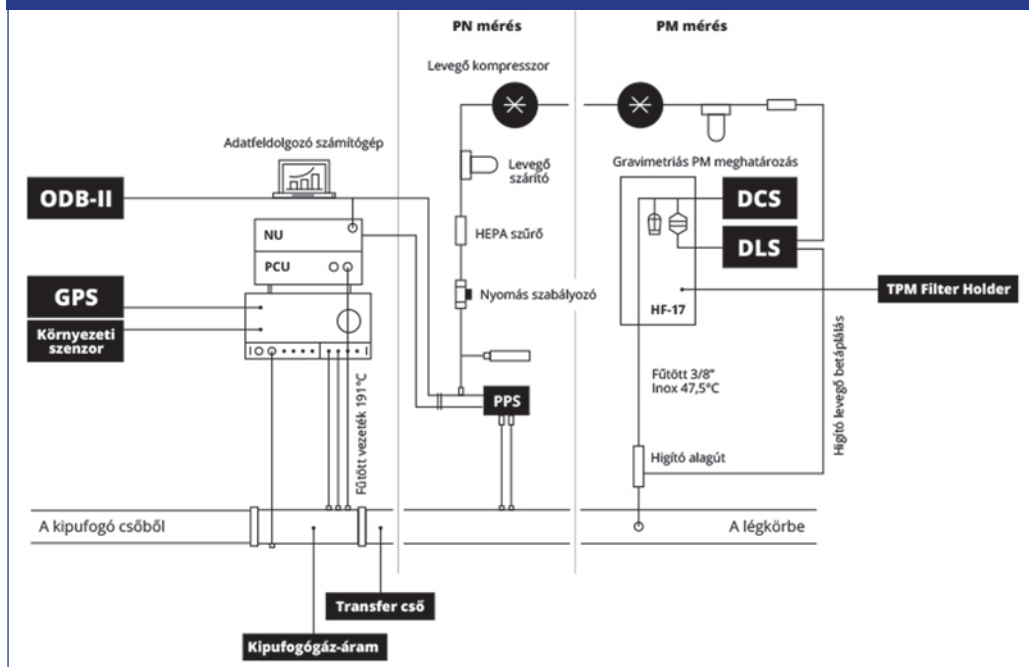 PN mérés
PM mérés
Levegő kompresszor
Adatfeldolgozó számítógép
Levegő
szárító
Gravimetriás PM meghatározás
ODB-II
DCS
NU
HEPA szűrő
DLS
PCU
GPS
Nyomás szabályozó
TPM Filter Holder
HF-17
Környezeti
szenzor
Fűtött vezeték 191°C
PPS
Fűtött 3/8"
Inox 47,5°C
Higító levegő betáplálás
Higító alagút
A kipufogó csőből
A légkörbe
Transfer cső
Kipufogógáz-áram